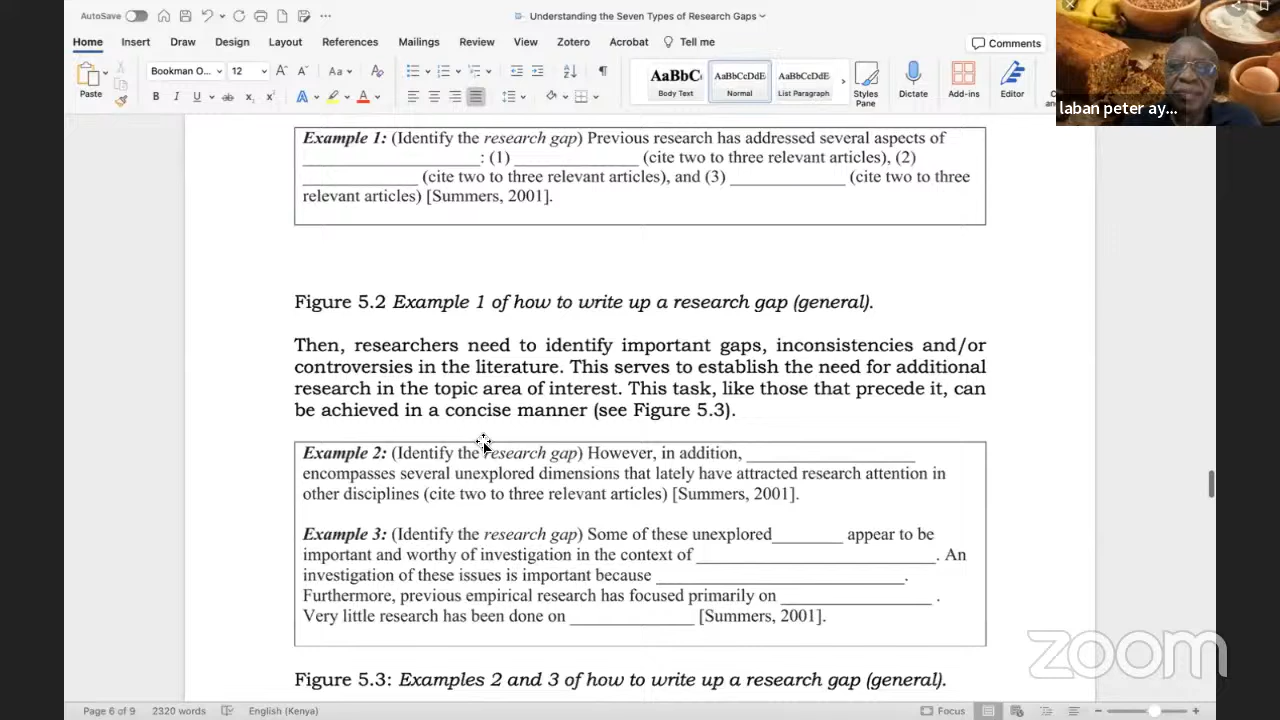 AutoSave
Understanding the Seven Types of Research Gaps
Home Insert Draw Design Layout References Mailings Review View Zotero Acrobat Tell me
Comments
Paste
Bookman O... 12
AaBbC
Body Text
AaBbCcDdE
Normal
AaBbCcDdE
List Paragraph
Styles
Pane
Dictate
Add-ins
Editor
laban peter ay...
Example 1: (Identify the research gap) Previous research has addressed several aspects of
____________________: (1) ______________ (cite two to three relevant articles), (2)
_____________ (cite two to three relevant articles), and (3) _____________ (cite two to three
relevant articles) [Summers, 2001].
Figure 5.2 Example 1 of how to write up a research gap (general).
Then, researchers need to identify important gaps, inconsistencies and/or
controversies in the literature. This serves to establish the need for additional
research in the topic area of interest. This task, like those that precede it, can
be achieved in a concise manner (see Figure 5.3).
Example 2: (Identify the research gap) However, in addition, ___________________
encompasses several unexplored dimensions that lately have attracted research attention in
other disciplines (cite two to three relevant articles) [Summers, 2001].
Example 3: (Identify the research gap) Some of these unexplored________ appear to be
important and worthy of investigation in the context of ___________________________. An
investigation of these issues is important because ____________________________.
Furthermore, previous empirical research has focused primarily on _________________ .
Very little research has been done on ______________ [Summers, 2001].
Figure 5.3: Examples 2 and 3 of how to write up a research gap (general).
zoom
Page 6 of 9 2320 words English (Kenya) Focus